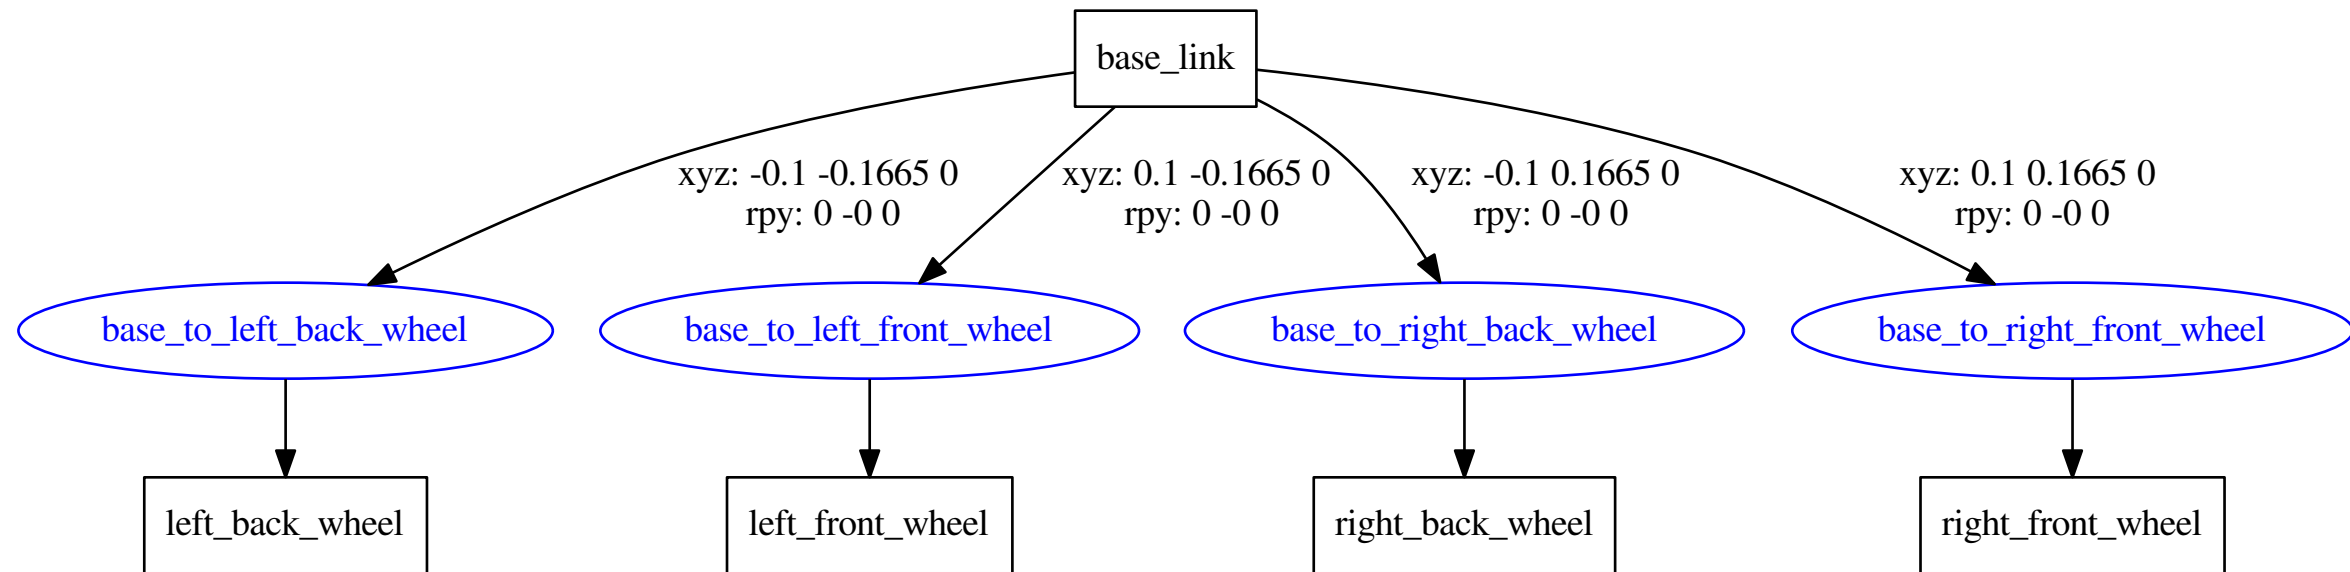 base_link
xyz: -0.1 -0.1665 0
rpy: 0 -0 0
xyz: 0.1 -0.1665 0
rpy: 0 -0 0
xyz: -0.1 0.1665 0
rpy: 0 -0 0
xyz: 0.1 0.1665 0
rpy: 0 -0 0
base_to_left_back_wheel
base_to_left_front_wheel
base_to_right_back_wheel
base_to_right_front_wheel
left_back_wheel
left_front_wheel
right_back_wheel
right_front_wheel